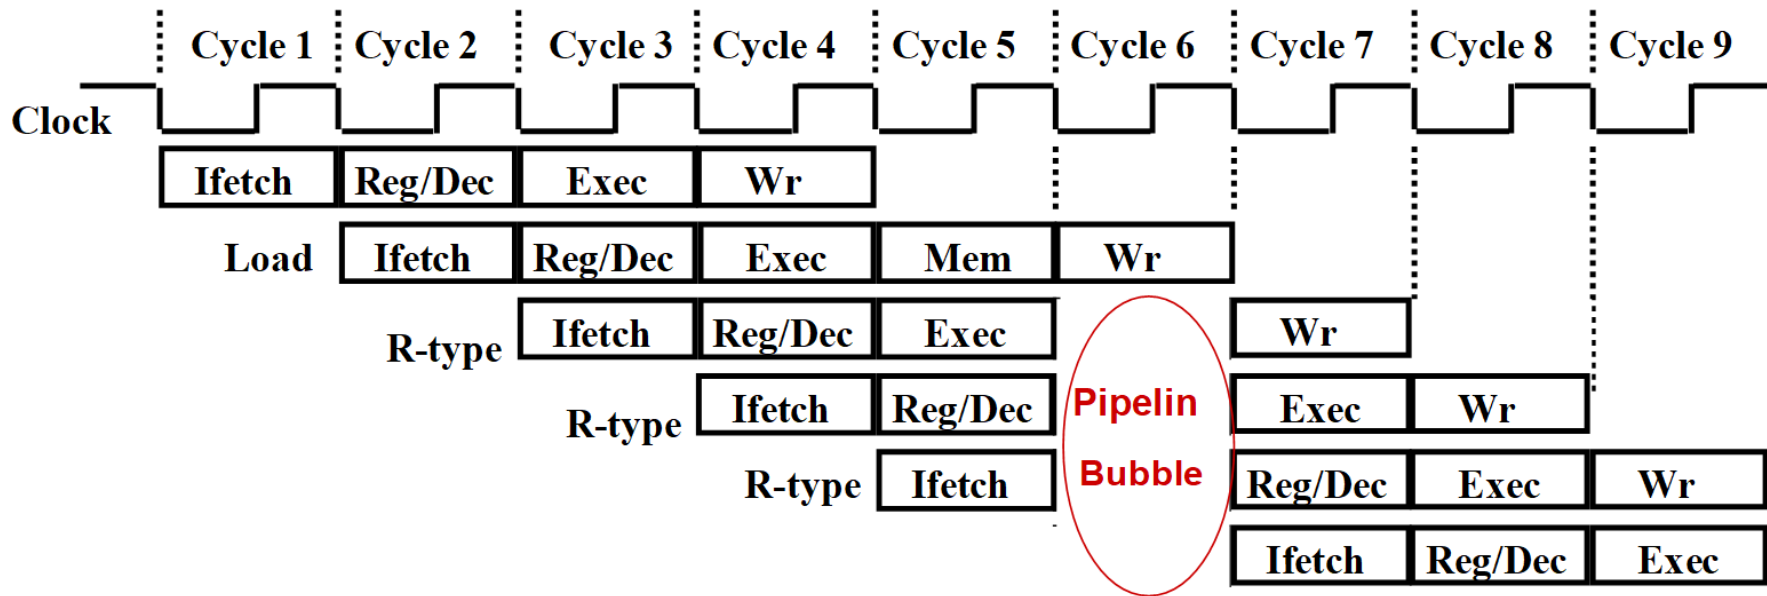 Cycle 1 Cycle 2 Cycle 3 Cycle 4 Cycle 5 Cycle 6 Cycle 7 Cycle 8 Cycle 9
Clock
Ifetch Reg/Dec Exec Wr
Load Ifetch Reg/Dec Exec Mem Wr
R-type Ifetch Reg/Dec Exec Wr
R-type Ifetch Reg/Dec Pipelin Exec Wr
R-type Ifetch Bubble Reg/Dec Exec Wr
Ifetch Reg/Dec Exec